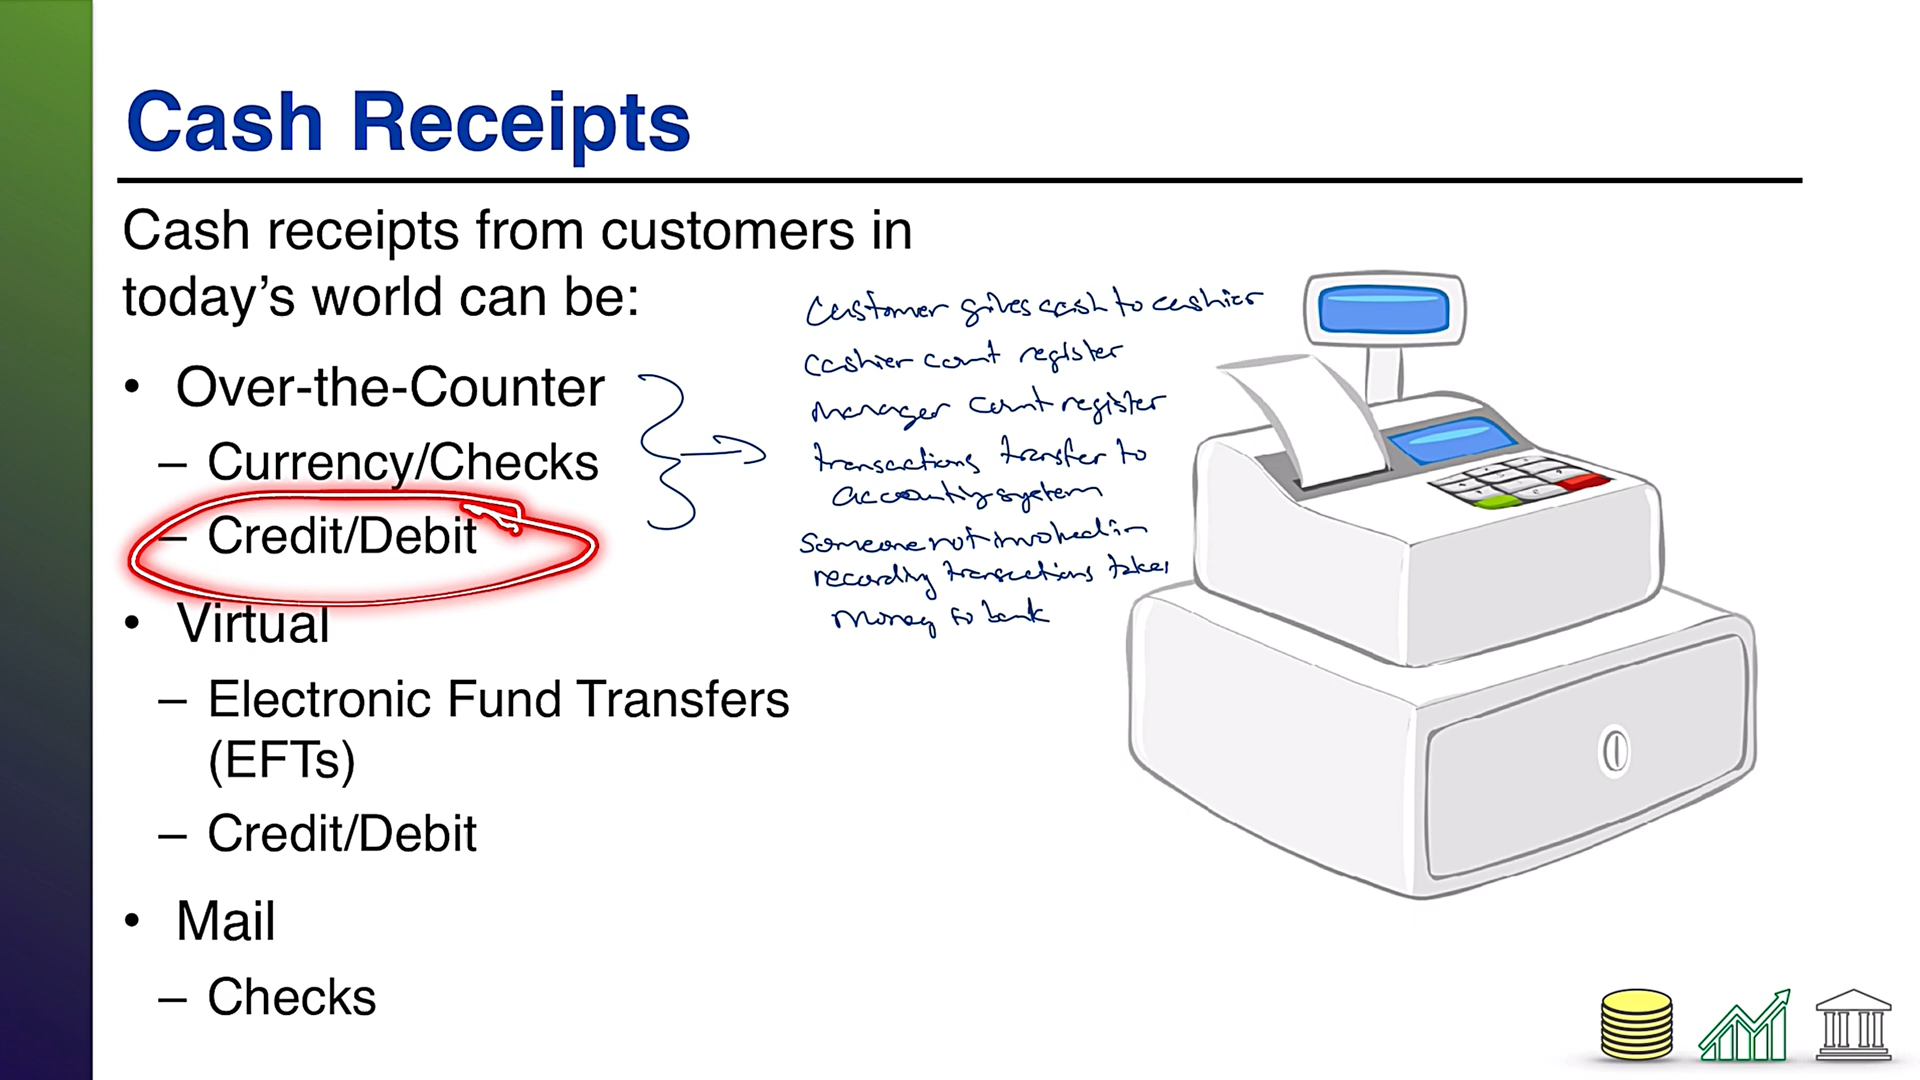 Cash Receipts
Cash receipts from customers in
today's world can be:
• Over-the-Counter
– Currency/Checks
– Credit/Debit
• Virtual
– Electronic Fund Transfers
(EFTs)
– Credit/Debit
• Mail
– Checks
Customer gives cash to cashier
Cashier count register
Manager count register
transactions transfer to
accounting system
Someone not involved in
recording transactions takes
money to bank